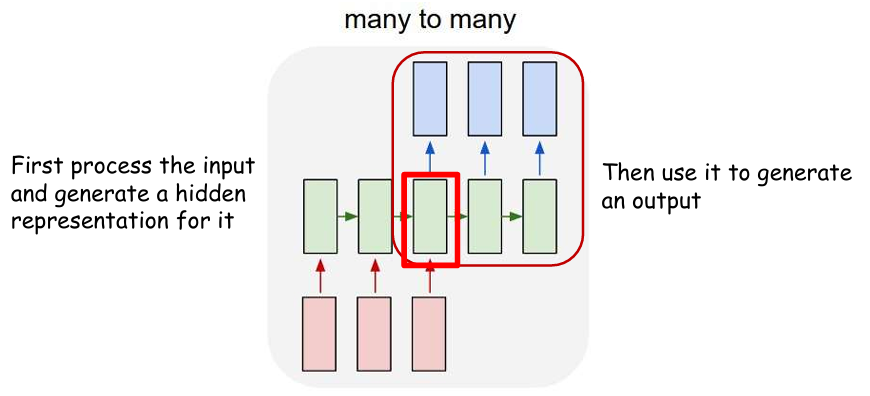 many to many
First process the input
and generate a hidden
representation for it
Then use it to generate
an output